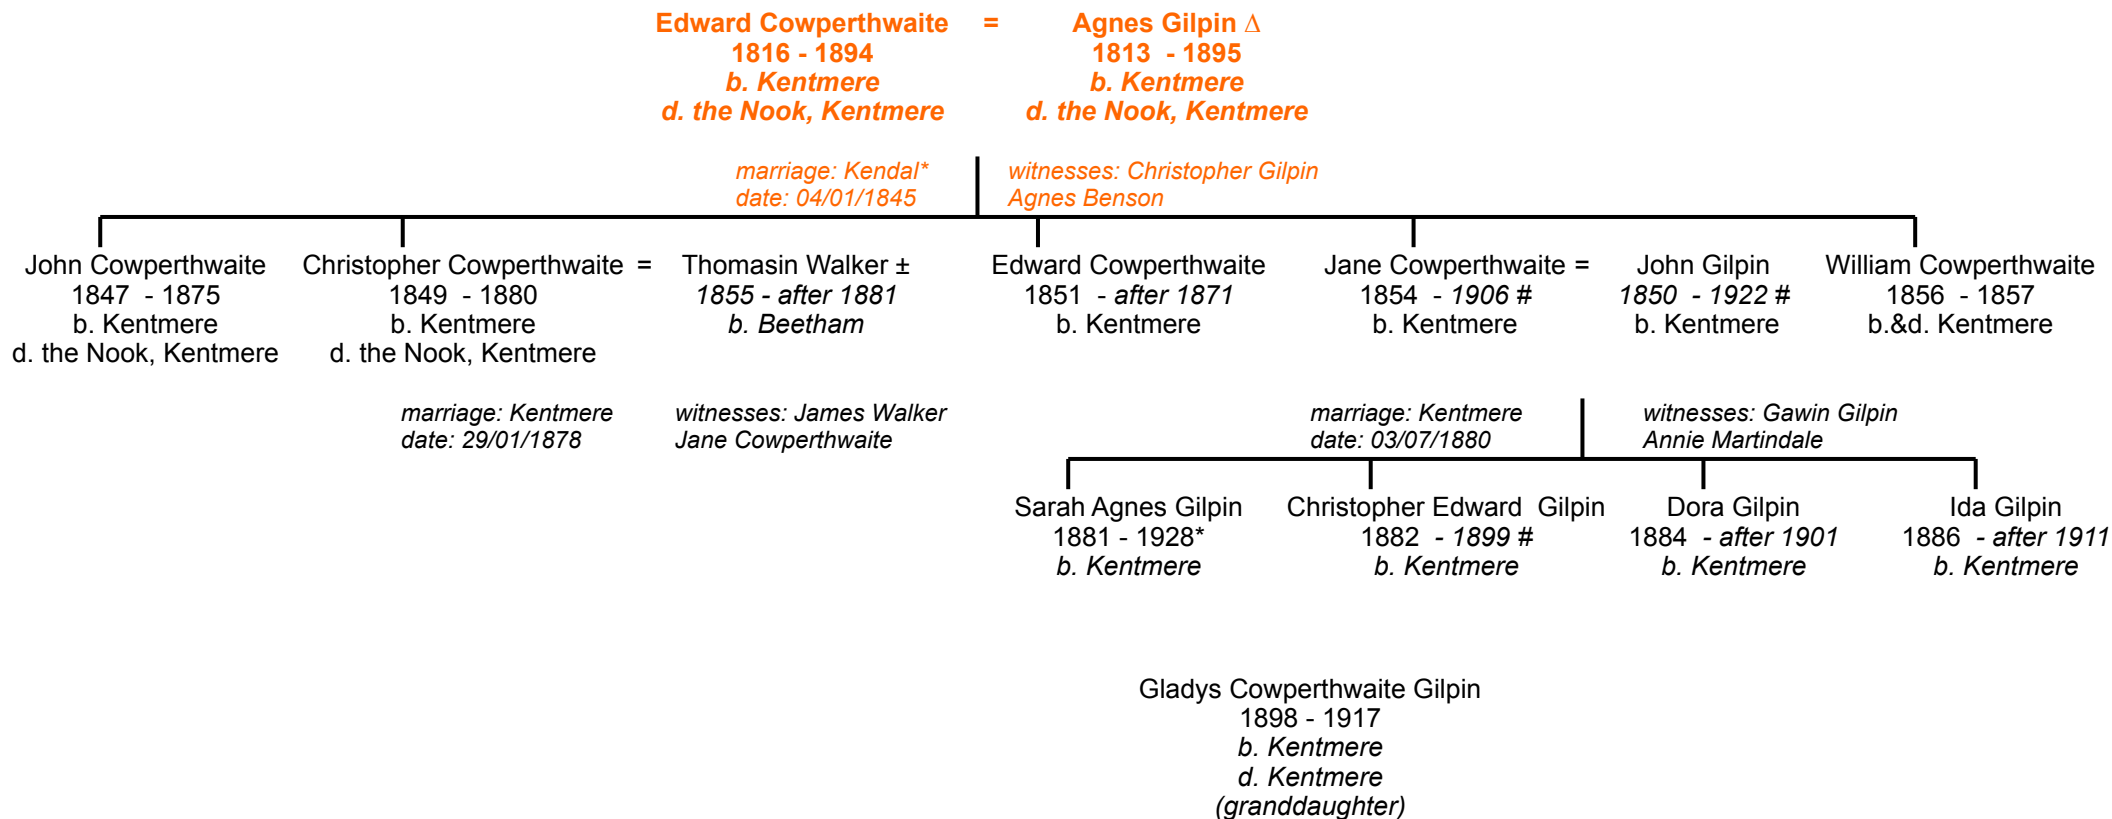 Edward Cowperthwaite = Agnes Gilpin Δ
1816 - 1894 1813 - 1895
b. Kentmere b. Kentmere
d. the Nook, Kentmere d. the Nook, Kentmere
marriage: Kendal* witnesses: Christopher Gilpin
date: 04/01/1845 Agnes Benson
John Cowperthwaite Christopher Cowperthwaite = Thomasin Walker ± Edward Cowperthwaite Jane Cowperthwaite = John Gilpin William Cowperthwaite
1847 - 1875 1849 - 1880 1855 - after 1881 1851 - after 1871 1854 - 1906 # 1850 - 1922 # 1856 - 1857
b. Kentmere b. Kentmere b. Beetham b. Kentmere b. Kentmere b. Kentmere b.&d. Kentmere
d. the Nook, Kentmere d. the Nook, Kentmere
marriage: Kentmere witnesses: James Walker marriage: Kentmere witnesses: Gawin Gilpin
date: 29/01/1878 Jane Cowperthwaite date: 03/07/1880 Annie Martindale
Sarah Agnes Gilpin Christopher Edward Gilpin Dora Gilpin Ida Gilpin
1881 - 1928* 1882 - 1899 # 1884 - after 1901 1886 - after 1911
b. Kentmere b. Kentmere b. Kentmere b. Kentmere
Gladys Cowperthwaite Gilpin
1898 - 1917
b. Kentmere
d. Kentmere
(granddaughter)